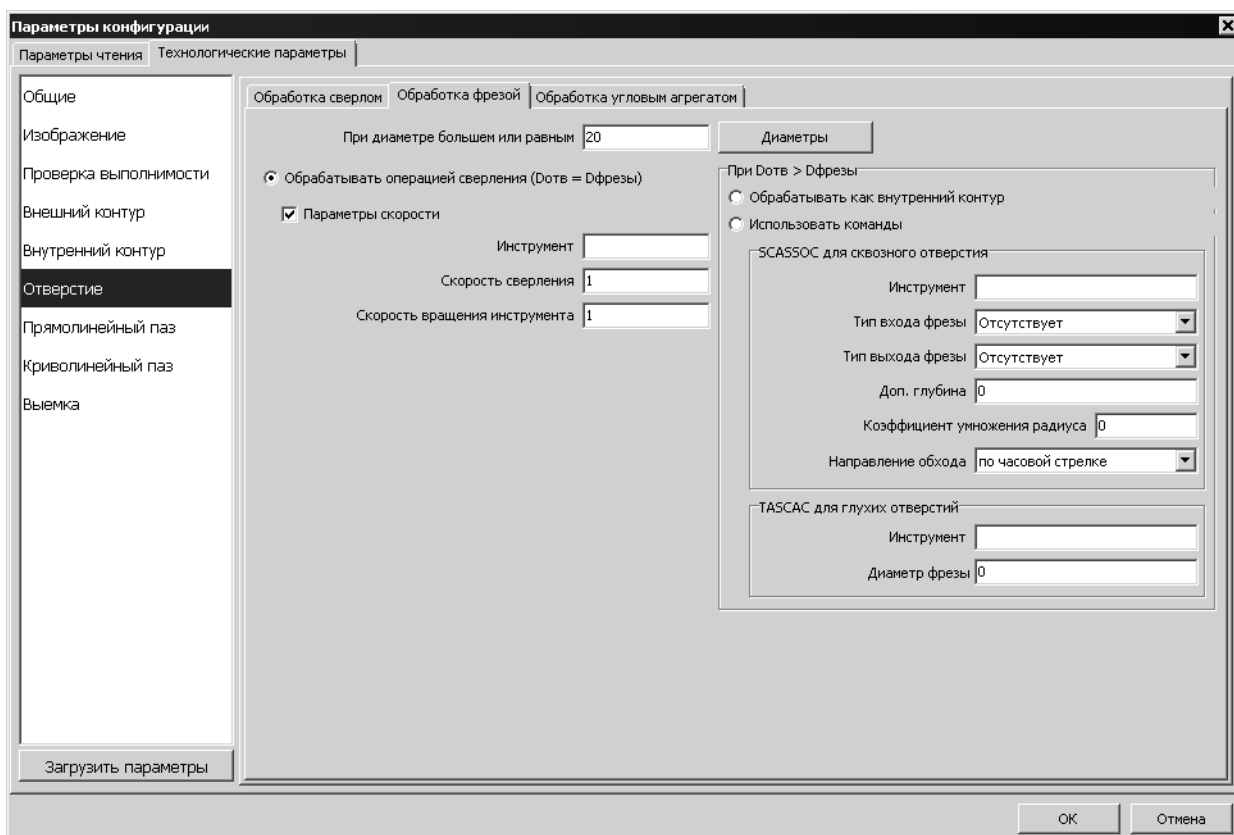 Параметры конфигурации
Параметры чтения
Технологические параметры
Общие
Изображение
Проверка выполнимости
Внешний контур
Внутренний контур
Отверстие
Прямолинейный паз
Криволинейный паз
Выемка
Загрузить параметры
Обработка сверлом
Обработка фрезой
Обработка угловым агрегатом
При диаметре большем или равным 20
Диаметры
Обрабатывать операцией сверления (Dотв = Dфрезы)
Параметры скорости
Инструмент
Скорость сверления 1
Скорость вращения инструмента 1
При Dотв > Dфрезы
Обрабатывать как внутренний контур
Использовать команды
SCASSOC для сквозного отверстия
Инструмент
Тип входа фрезы Отсутствует
Тип выхода фрезы Отсутствует
Доп. глубина 0
Коэффициент умножения радиуса 0
Направление обхода по часовой стрелке
TASCAC для глухих отверстий
Инструмент
Диаметр фрезы 0
ОК
Отмена